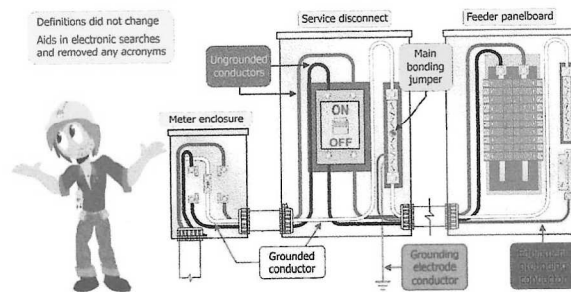 Definitions did not change
Aids in electronic searches
and removed any acronyms
Service disconnect
Feeder panelboard
Ungrounded
conductors
Main
bonding
jumper
ON
OFF
Meter enclosure
Grounded
conductor
Grounding
electrode
conductor